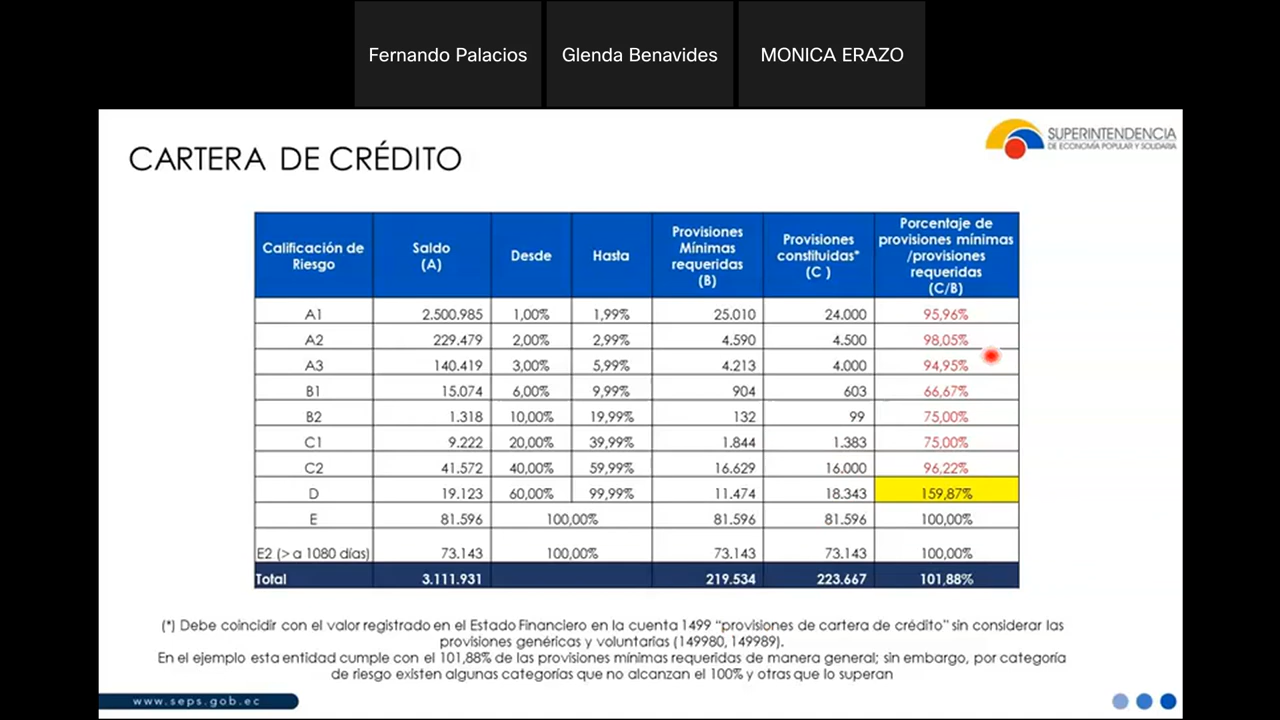 Fernando Palacios
Glenda Benavides
MONICA ERAZO
SUPERINTENDENCIA
DE ECONOMÍA POPULAR Y SOLIDARIA
CARTERA DE CRÉDITO
Calificación de Riesgo | Saldo (A) | Desde | Hasta | Provisiones Mínimas requeridas (B) | Provisiones constituidas* (C ) | Porcentaje de provisiones mínimas /provisiones requeridas (C/B)
A1 2.500.985 1,00% 1,99% 25.010 24.000 95,96%
A2 229.479 2,00% 2,99% 4.590 4.500 98,05%
A3 140.419 3,00% 5,99% 4.213 4.000 94,95%
B1 15.074 6,00% 9,99% 904 603 66,67%
B2 1.318 10,00% 19,99% 132 99 75,00%
C1 9.222 20,00% 39,99% 1.844 1.383 75,00%
C2 41.572 40,00% 59,99% 16.629 16.000 96,22%
D 19.123 60,00% 99,99% 11.474 18.343 159,87%
E 81.596 100,00% 81.596 81.596 100,00%
E2 (> a 1080 días) 73.143 100,00% 73.143 73.143 100,00%
Total 3.111.931 219.534 223.667 101,88%
(*) Debe coincidir con el valor registrado en el Estado Financiero en la cuenta 1499 "provisiones de cartera de crédito" sin considerar las
provisiones genéricas y voluntarias (149980, 149989).
En el ejemplo esta entidad cumple con el 101,88% de las provisiones mínimas requeridas de manera general; sin embargo, por categoría
de riesgo existen algunas categorías que no alcanzan el 100% y otras que lo superan
www.seps.gob.ec